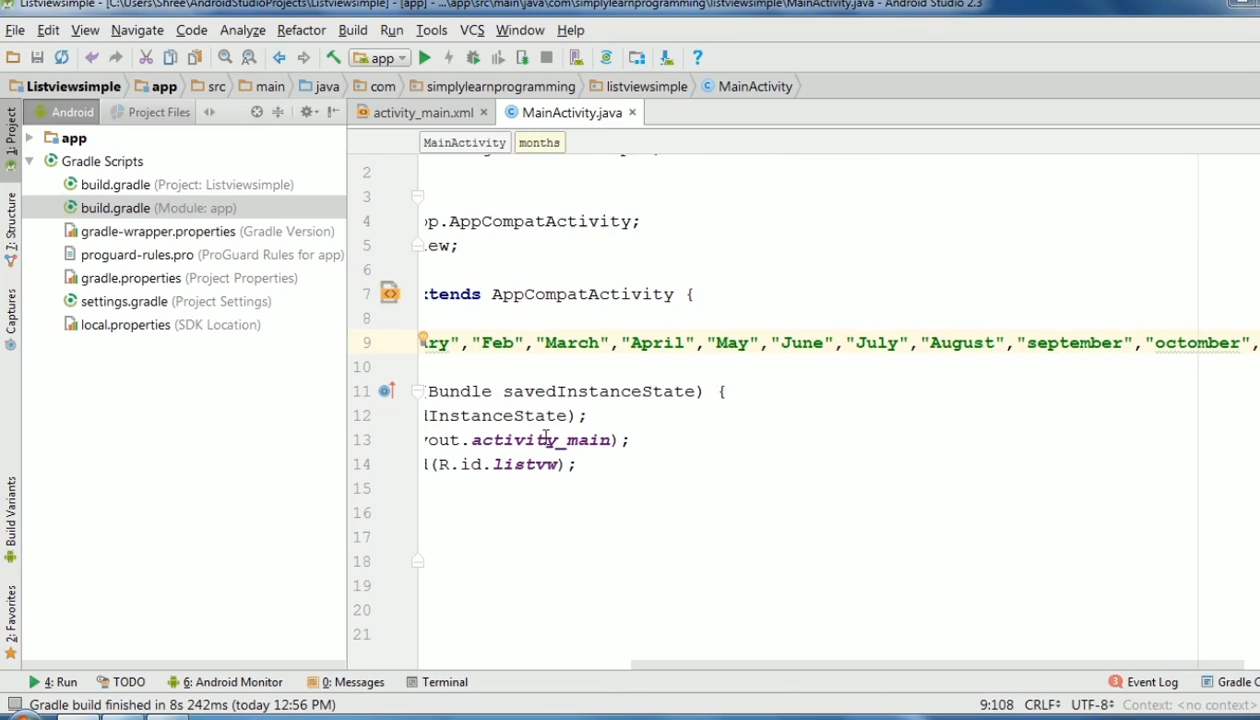 Listviewsimple - [C:\Users\Shree\AndroidStudioProjects\Listviewsimple] - [app] - ...\app\src\main\java\com\simplylearnprogramming\listviewsimple\MainActivity.java - Android Studio 2.3
File Edit View Navigate Code Analyze Refactor Build Run Tools VCS Window Help
app
Listviewsimple app src main java com simplylearnprogramming listviewsimple MainActivity
Android Project Files activity_main.xml MainActivity.java
1: Project
7: Structure
Captures
Build Variants
2: Favorites
app
Gradle Scripts
build.gradle (Project: Listviewsimple)
build.gradle (Module: app)
gradle-wrapper.properties (Gradle Version)
proguard-rules.pro (ProGuard Rules for app)
gradle.properties (Project Properties)
settings.gradle (Project Settings)
local.properties (SDK Location)
MainActivity months
2
3
4 p.AppCompatActivity;
5 ew;
6
7 tends AppCompatActivity {
8
9 ry","Feb","March","April","May","June","July","August","september","octomber",
10
11 (Bundle savedInstanceState) {
12 dInstanceState);
13 yout.activity_main);
14 d(R.id.listvw);
15
16
17
18
19
20
21
4: Run TODO 6: Android Monitor 0: Messages Terminal 3 Event Log Gradle C
Gradle build finished in 8s 242ms (today 12:56 PM) 9:108 CRLF÷ UTF-8÷ Context: <no context>